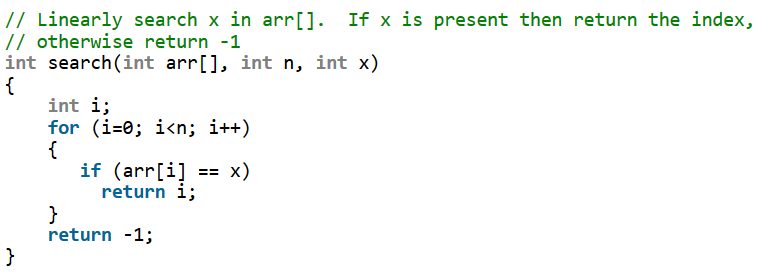 // Linearly search x in arr[].  If x is present then return the index,
// otherwise return -1
int search(int arr[], int n, int x)
{
    int i;
    for (i=0; i<n; i++)
    {
       if (arr[i] == x)
         return i;
    }
    return -1;
}